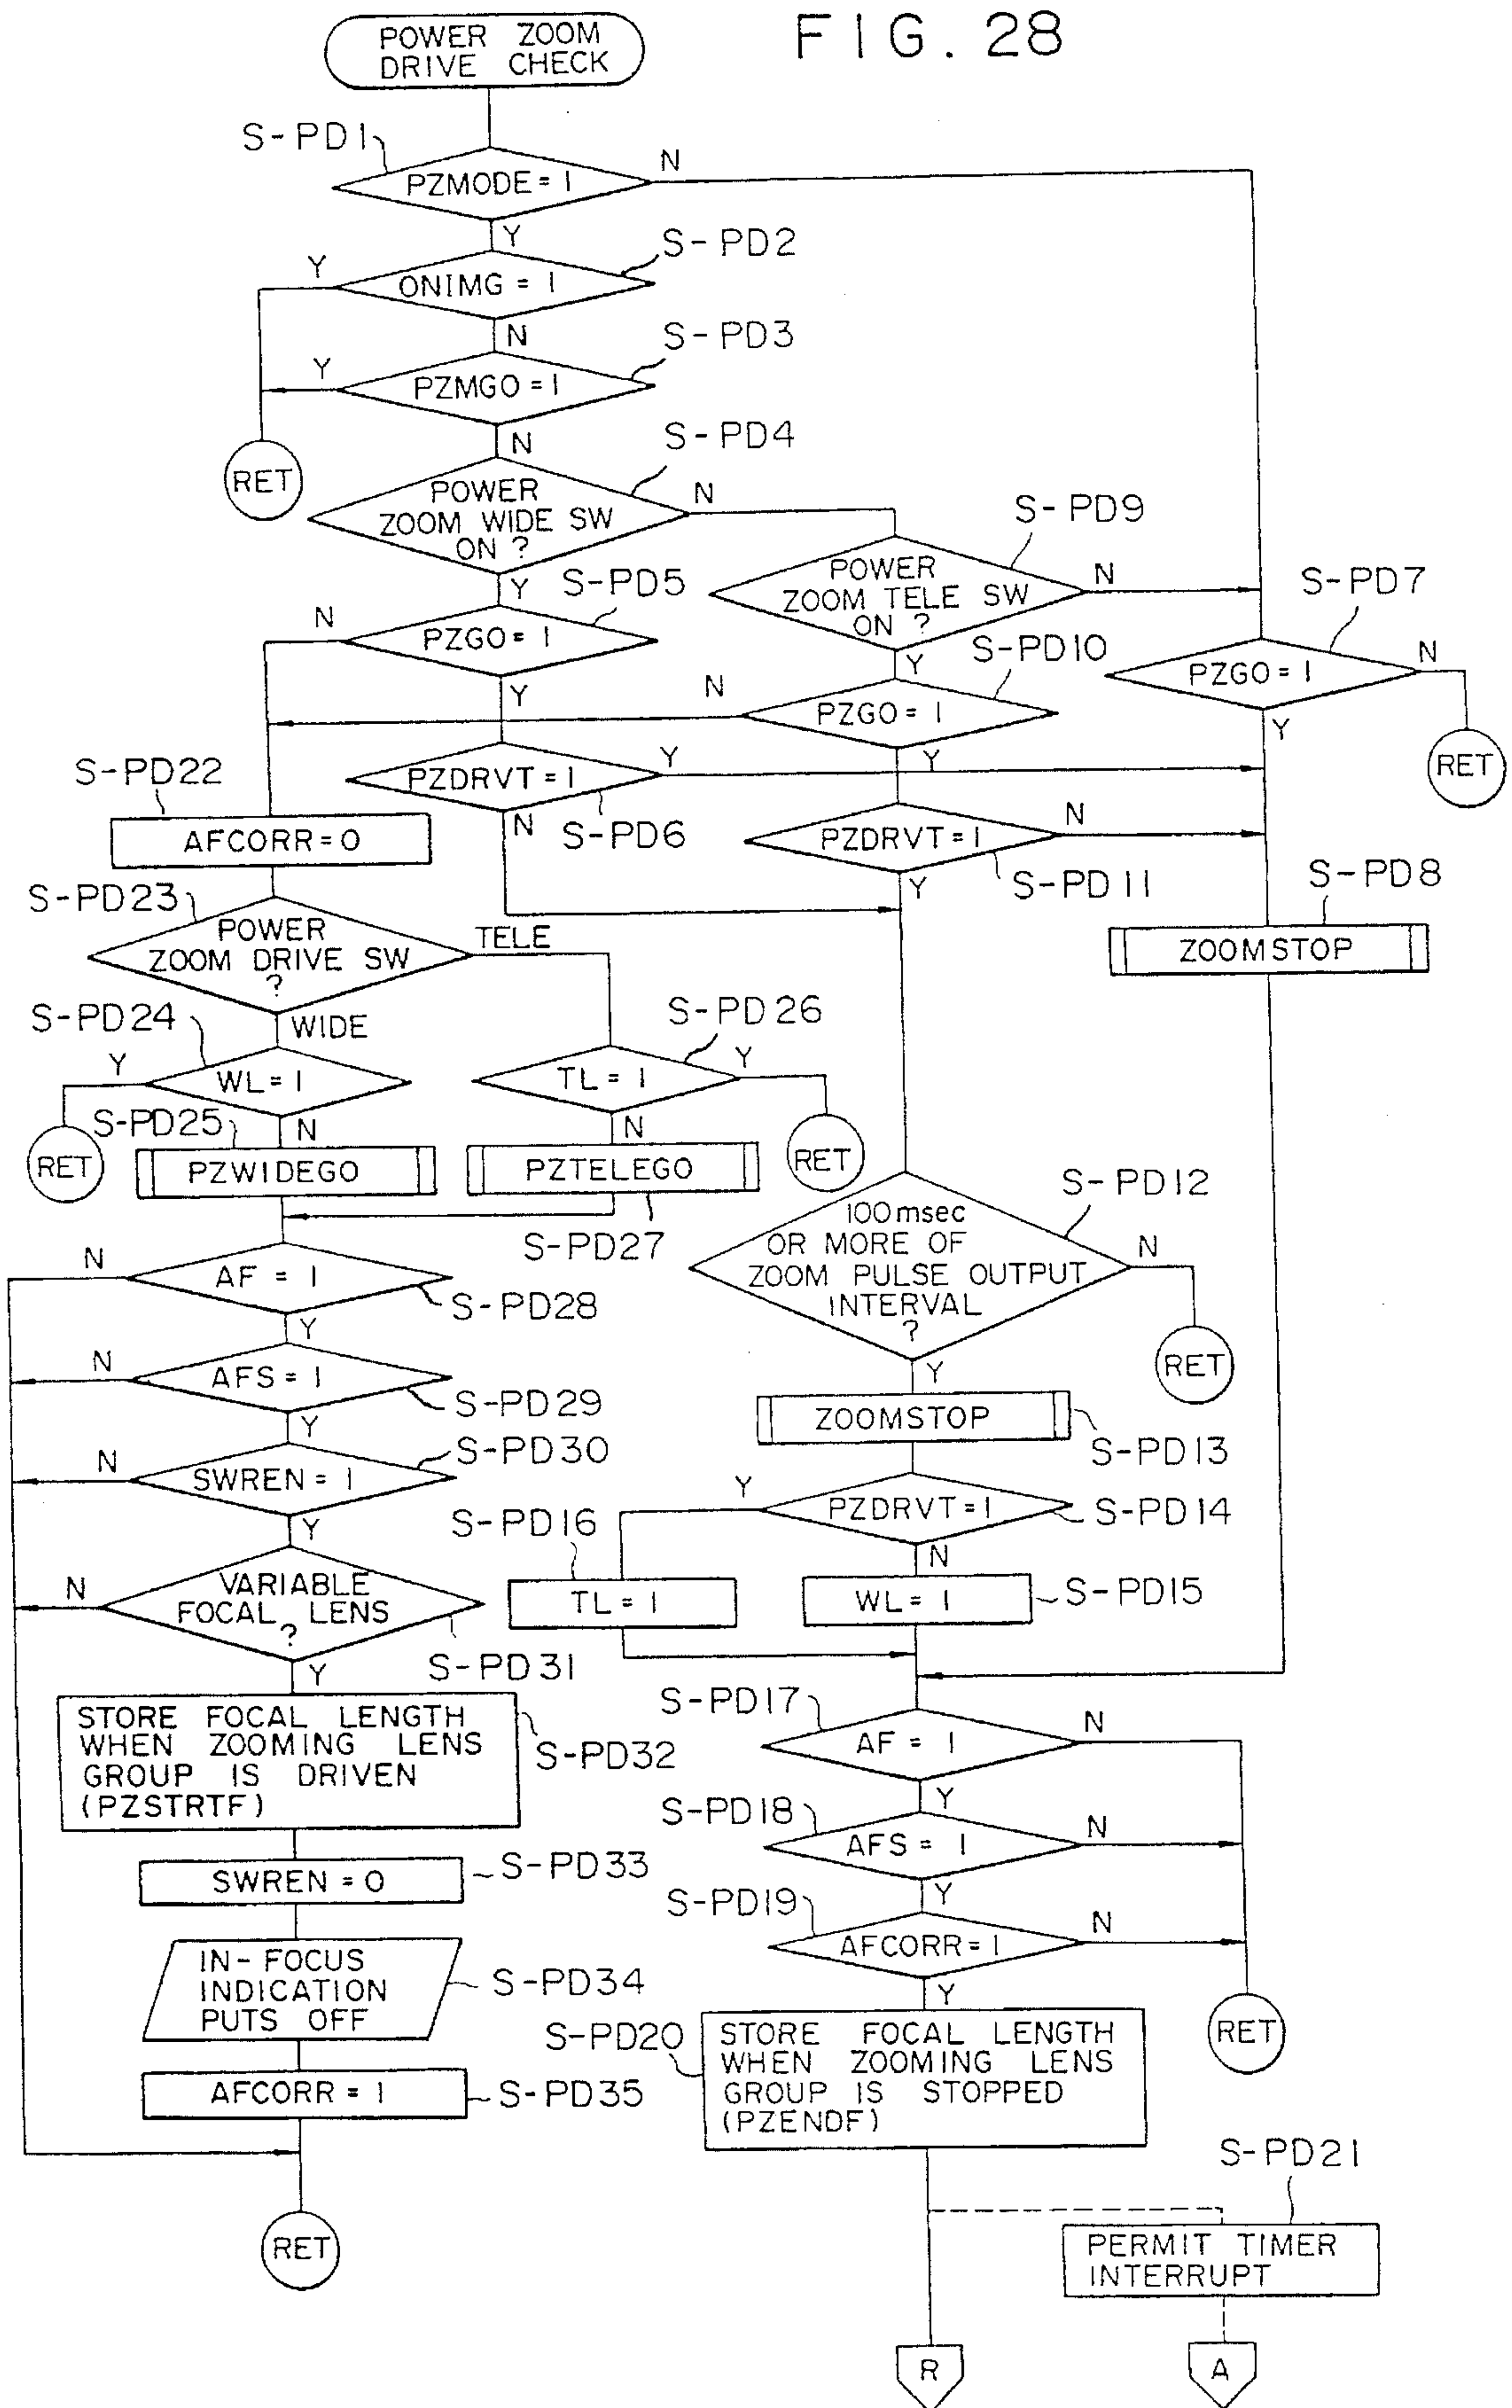 FIG. 28
POWER ZOOM
DRIVE CHECK
S-PD1
PZMODE = 1
N
Y
S-PD2
ONIMG = 1
Y
N
S-PD3
PZMGO = 1
Y
N
RET
S-PD4
POWER
ZOOM WIDE SW
ON ?
N
Y
S-PD9
POWER
ZOOM TELE SW
ON ?
N
Y
S-PD5
PZGO = 1
N
Y
S-PD10
PZGO = 1
N
Y
S-PD7
PZGO = 1
N
Y
RET
S-PD6
PZDRVT = 1
Y
N
S-PD11
PZDRVT = 1
N
Y
S-PD8
ZOOMSTOP
S-PD22
AFCORR = 0
S-PD23
POWER
ZOOM DRIVE SW
?
TELE
WIDE
S-PD24
WL = 1
Y
N
RET
S-PD25
PZWIDEGO
S-PD26
TL = 1
Y
N
RET
PZTELEGO
S-PD27
S-PD12
100 msec
OR MORE OF
ZOOM PULSE OUTPUT
INTERVAL
?
N
Y
RET
ZOOMSTOP
S-PD13
PZDRVT = 1
S-PD14
Y
N
S-PD16
TL = 1
WL = 1
S-PD15
AF = 1
S-PD28
N
Y
AFS = 1
S-PD29
N
Y
SWREN = 1
S-PD30
N
Y
VARIABLE
FOCAL LENS
?
S-PD31
N
Y
STORE FOCAL LENGTH
WHEN ZOOMING LENS
GROUP IS DRIVEN
(PZSTRTF)
S-PD32
SWREN = 0
S-PD33
IN-FOCUS
INDICATION
PUTS OFF
S-PD34
AFCORR = 1
S-PD35
RET
S-PD17
AF = 1
N
Y
S-PD18
AFS = 1
N
Y
S-PD19
AFCORR = 1
N
Y
RET
S-PD20
STORE FOCAL LENGTH
WHEN ZOOMING LENS
GROUP IS STOPPED
(PZENDF)
S-PD21
PERMIT TIMER
INTERRUPT
R
A